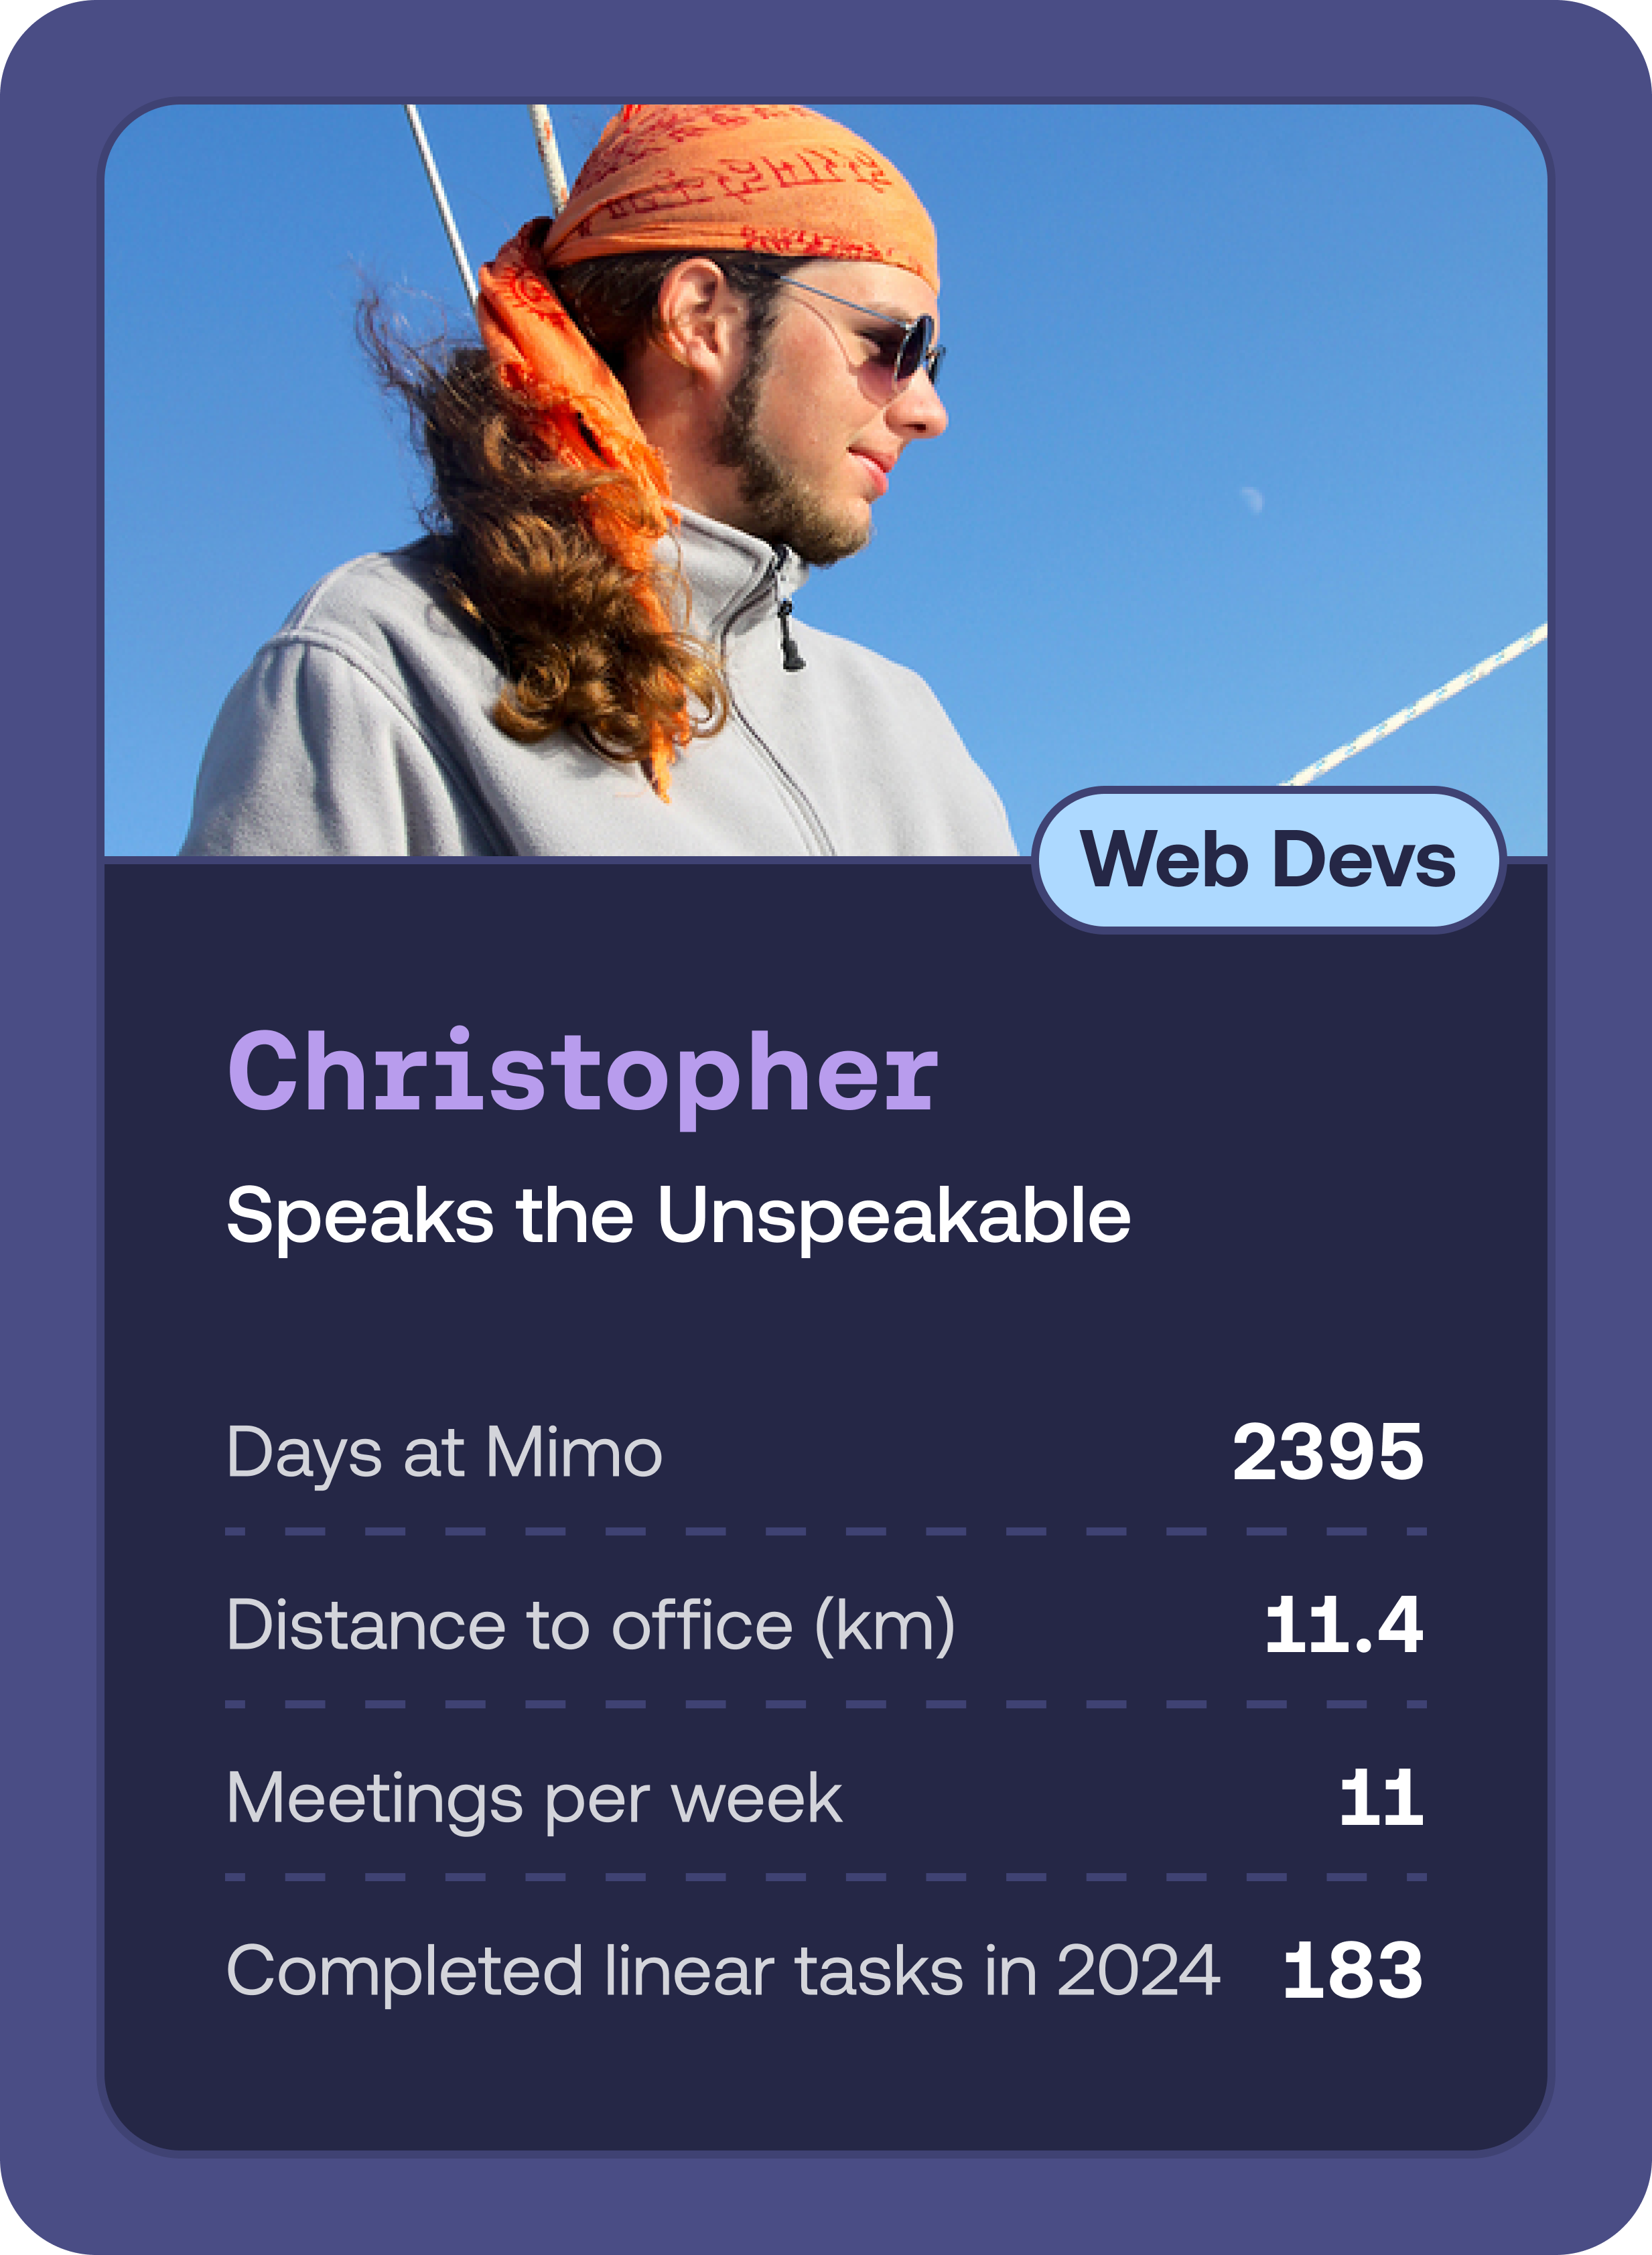 Web Devs
Christopher
Speaks the Unspeakable
Days at Mimo 2395
Distance to office (km) 11.4
Meetings per week 11
Completed linear tasks in 2024 183